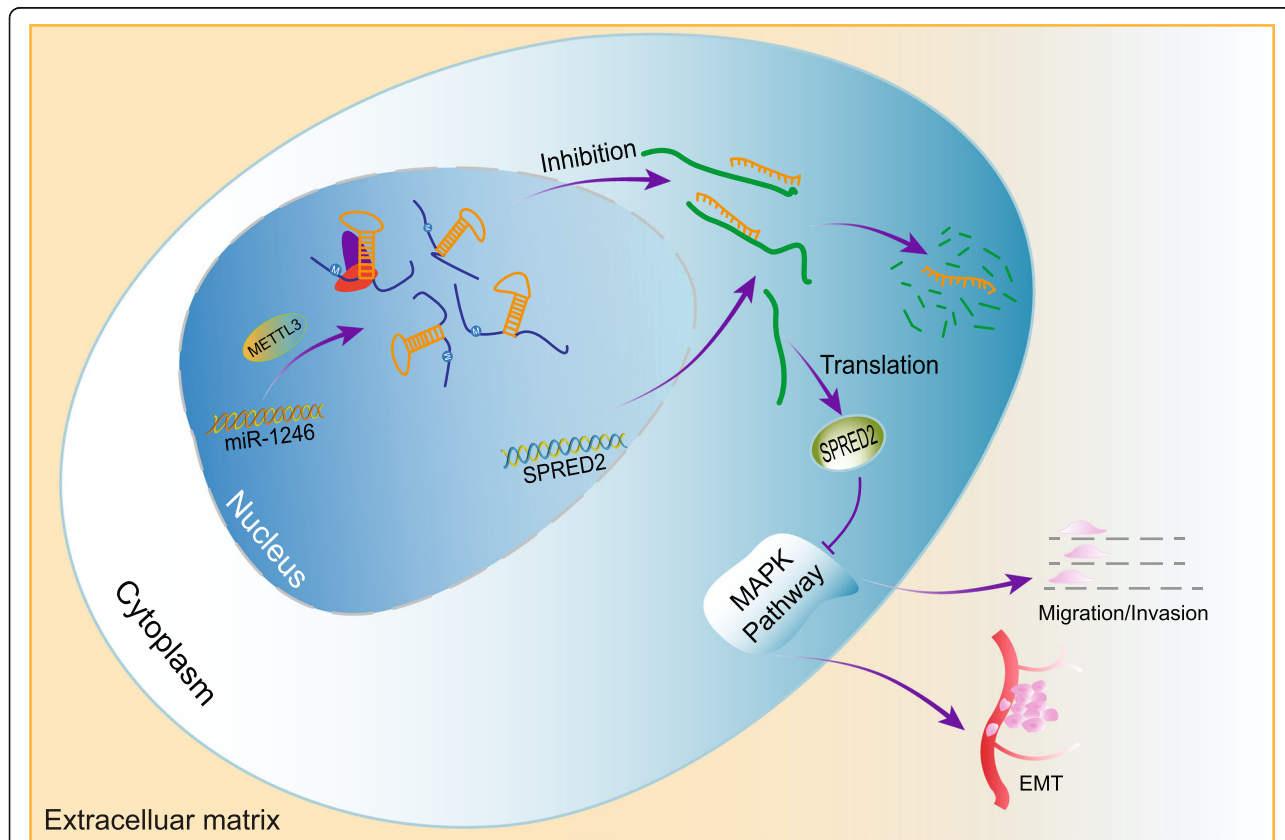 Inhibition
M
M
METTL3
M
M
Translation
miR-1246
SPRED2
SPRED2
Nucleus
MAPK
Pathway
Cytoplasm
Migration/Invasion
EMT
Extracelluar matrix